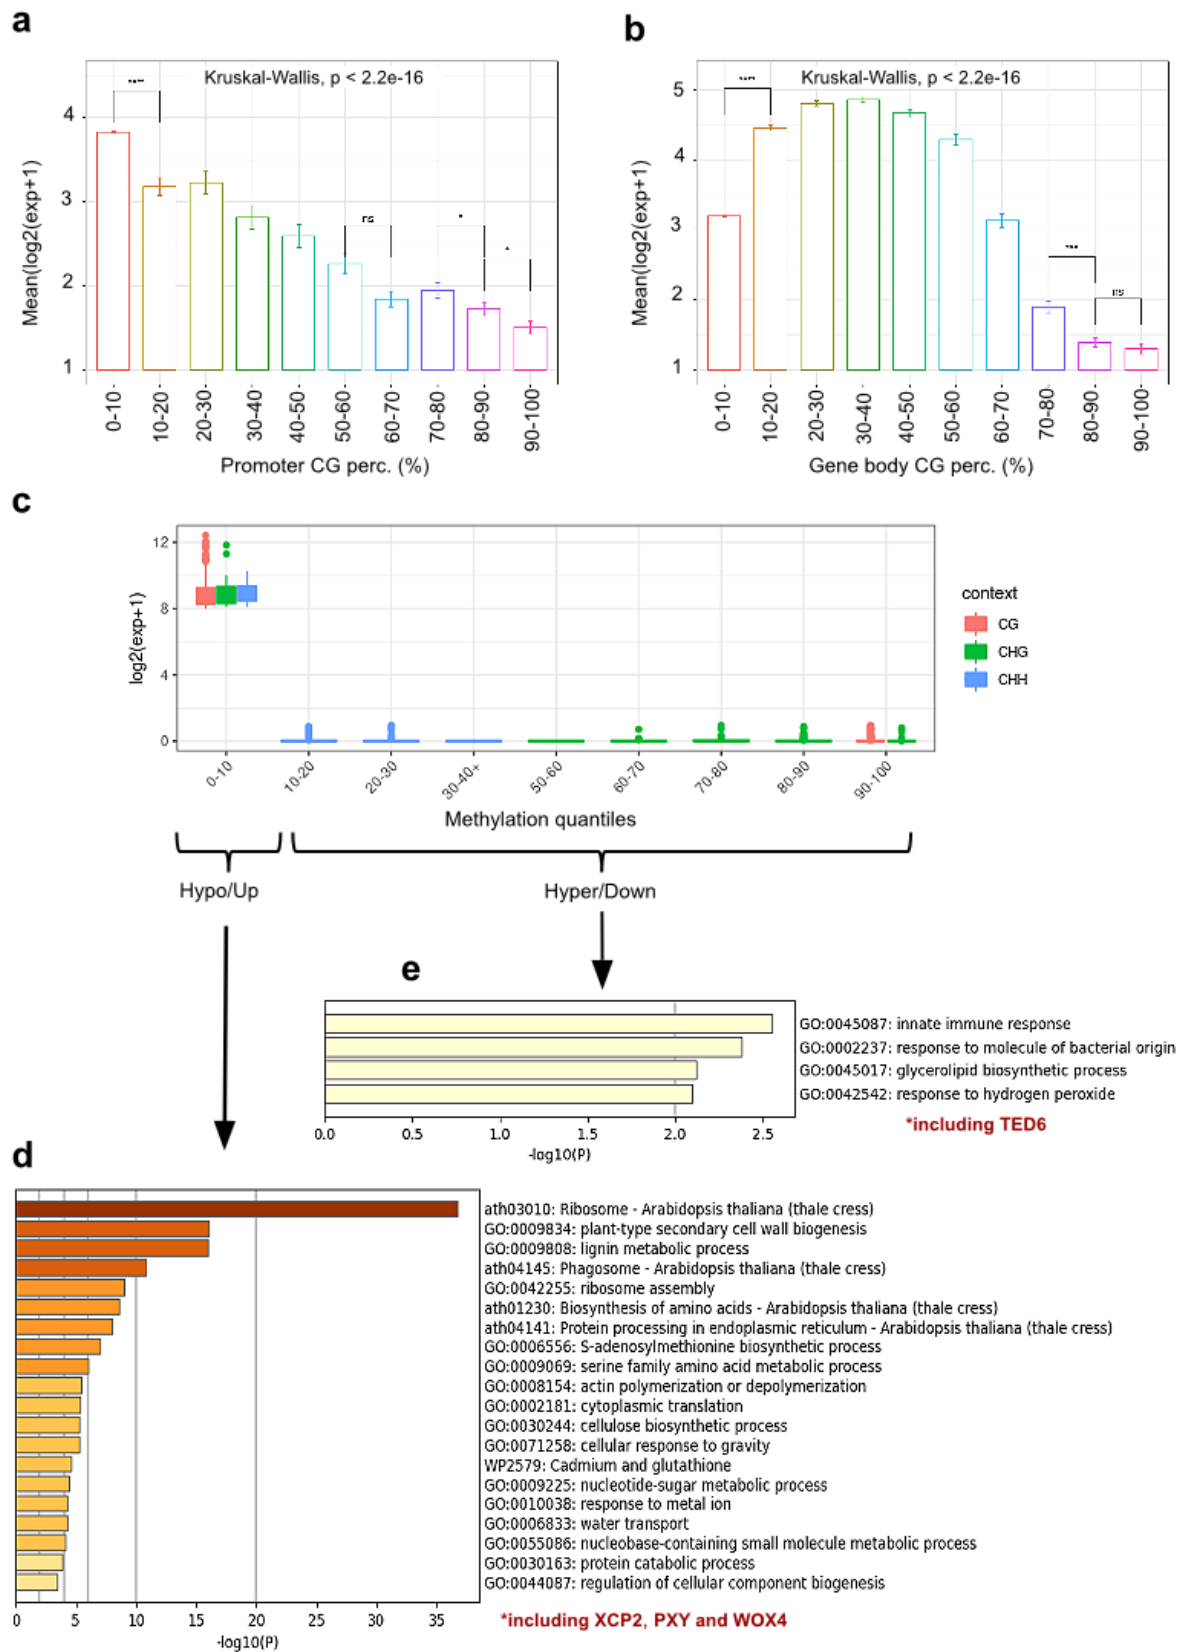 a
Kruskal-Wallis, p < 2.2e-16
****
ns
*
*
4
3
2
1
Mean(log2(exp+1)
0-10
10-20
20-30
30-40
40-50
50-60
60-70
70-80
80-90
90-100
Promoter CG perc. (%)
b
Kruskal-Wallis, p < 2.2e-16
****
***
ns
5
4
3
2
1
Mean(log2(exp+1)
0-10
10-20
20-30
30-40
40-50
50-60
60-70
70-80
80-90
90-100
Gene body CG perc. (%)
c
12
8
4
0
log2(exp+1)
0-10
10-20
20-30
30-40+
50-60
60-70
70-80
80-90
90-100
Methylation quantiles
context
CG
CHG
CHH
Hypo/Up
Hyper/Down
e
GO:0045087: innate immune response
GO:0002237: response to molecule of bacterial origin
GO:0045017: glycerolipid biosynthetic process
GO:0042542: response to hydrogen peroxide
0.0 0.5 1.0 1.5 2.0 2.5
-log10(P)
*including TED6
d
ath03010: Ribosome - Arabidopsis thaliana (thale cress)
GO:0009834: plant-type secondary cell wall biogenesis
GO:0009808: lignin metabolic process
ath04145: Phagosome - Arabidopsis thaliana (thale cress)
GO:0042255: ribosome assembly
ath01230: Biosynthesis of amino acids - Arabidopsis thaliana (thale cress)
ath04141: Protein processing in endoplasmic reticulum - Arabidopsis thaliana (thale cress)
GO:0006556: S-adenosylmethionine biosynthetic process
GO:0009069: serine family amino acid metabolic process
GO:0008154: actin polymerization or depolymerization
GO:0002181: cytoplasmic translation
GO:0030244: cellulose biosynthetic process
GO:0071258: cellular response to gravity
WP2579: Cadmium and glutathione
GO:0009225: nucleotide-sugar metabolic process
GO:0010038: response to metal ion
GO:0006833: water transport
GO:0055086: nucleobase-containing small molecule metabolic process
GO:0030163: protein catabolic process
GO:0044087: regulation of cellular component biogenesis
0 5 10 15 20 25 30 35
-log10(P)
*including XCP2, PXY and WOX4